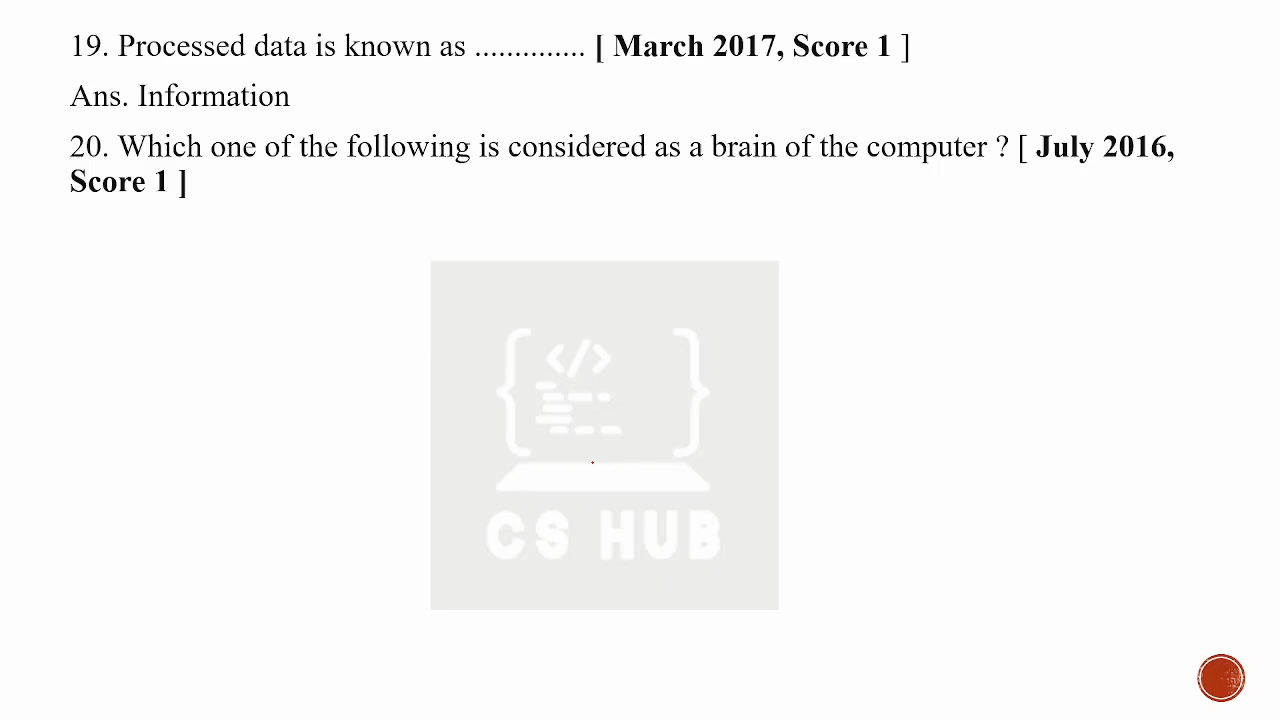 19. Processed data is known as .............. [ March 2017, Score 1 ]
Ans. Information
20. Which one of the following is considered as a brain of the computer ? [ July 2016,
Score 1 ]
</>
CS HUB